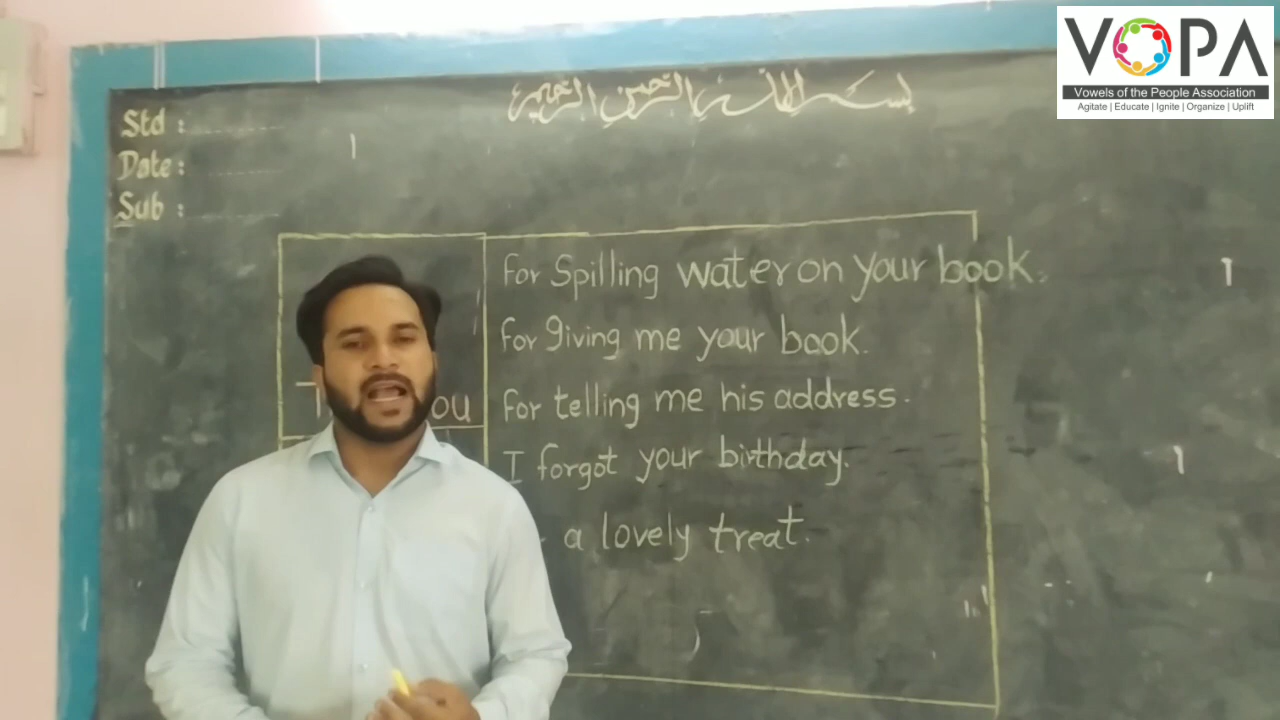 VOPA
Vowels of the People Association
Agitate | Educate | Ignite | Organize | Uplift
بسم الله الرحمن الرحيم
Std :
Date :
Sub :
For Spilling water on your book.
For giving me your book.
ou
For telling me his address.
I forgot your birthday.
a lovely treat.